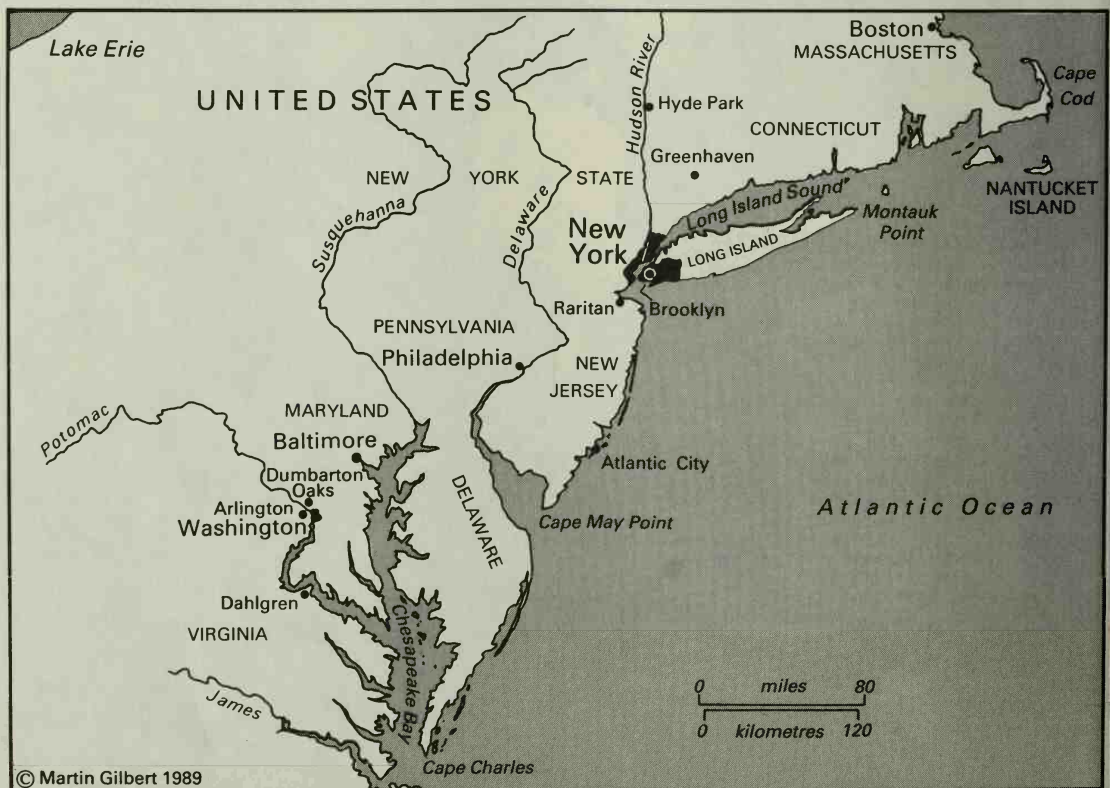 Lake Erie
UNITED STATES
Boston
MASSACHUSETTS
Cape
Cod
Hudson River
Hyde Park
CONNECTICUT
Greenhaven
NEW YORK STATE
Susquehanna
Delaware
Long Island Sound
NANTUCKET
ISLAND
Montauk
Point
New
York
LONG ISLAND
Raritan
Brooklyn
PENNSYLVANIA
Philadelphia
NEW
JERSEY
Potomac
MARYLAND
Baltimore
Dumbarton
Oaks
Arlington
Washington
DELAWARE
Atlantic City
Cape May Point
Atlantic Ocean
Dahlgren
VIRGINIA
Chesapeake Bay
James
Cape Charles
0 miles 80
0 kilometres 120
© Martin Gilbert 1989